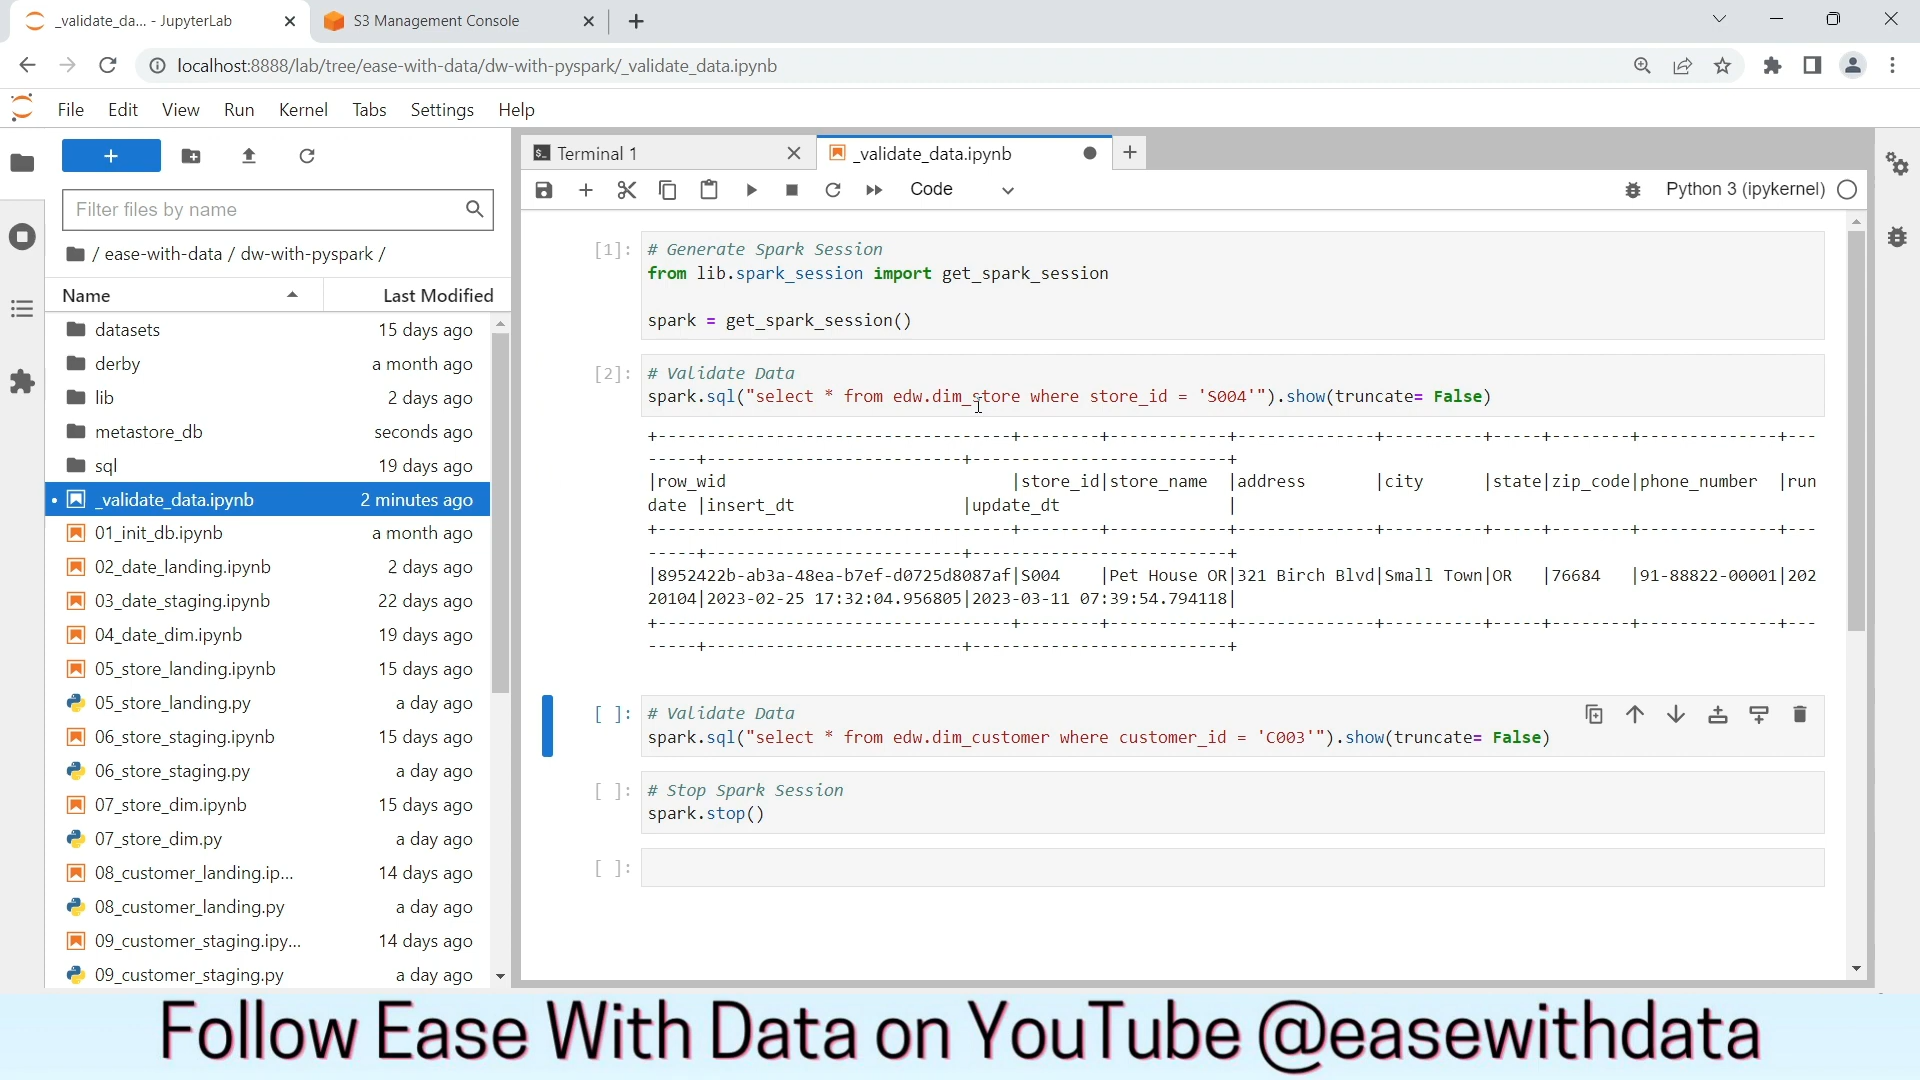 _validate_da... - JupyterLab
S3 Management Console
localhost:8888/lab/tree/ease-with-data/dw-with-pyspark/_validate_data.ipynb
File Edit View Run Kernel Tabs Settings Help
Filter files by name
/ ease-with-data / dw-with-pyspark /
Name Last Modified
datasets 15 days ago
derby a month ago
lib 2 days ago
metastore_db seconds ago
sql 19 days ago
_validate_data.ipynb 2 minutes ago
01_init_db.ipynb a month ago
02_date_landing.ipynb 2 days ago
03_date_staging.ipynb 22 days ago
04_date_dim.ipynb 19 days ago
05_store_landing.ipynb 15 days ago
05_store_landing.py a day ago
06_store_staging.ipynb 15 days ago
06_store_staging.py a day ago
07_store_dim.ipynb 15 days ago
07_store_dim.py a day ago
08_customer_landing.ip... 14 days ago
08_customer_landing.py a day ago
09_customer_staging.ipy... 14 days ago
09_customer_staging.py a day ago
Terminal 1
_validate_data.ipynb
Code
Python 3 (ipykernel)
[1]: # Generate Spark Session
from lib.spark_session import get_spark_session
spark = get_spark_session()
[2]: # Validate Data
spark.sql("select * from edw.dim_store where store_id = 'S004'").show(truncate= False)
+------------------------------------+--------+------------+--------------+----------+-----+--------+--------------+---
-----+--------------------------+--------------------------+
|row_wid                             |store_id|store_name  |address       |city      |state|zip_code|phone_number  |run
date |insert_dt                 |update_dt                 |
+------------------------------------+--------+------------+--------------+----------+-----+--------+--------------+---
-----+--------------------------+--------------------------+
|8952422b-ab3a-48ea-b7ef-d0725d8087af|S004    |Pet House OR|321 Birch Blvd|Small Town|OR   |76684   |91-88822-00001|202
20104|2023-02-25 17:32:04.956805|2023-03-11 07:39:54.794118|
+------------------------------------+--------+------------+--------------+----------+-----+--------+--------------+---
-----+--------------------------+--------------------------+
[ ]: # Validate Data
spark.sql("select * from edw.dim_customer where customer_id = 'C003'").show(truncate= False)
[ ]: # Stop Spark Session
spark.stop()
[ ]:
Follow Ease With Data on YouTube @easewithdata